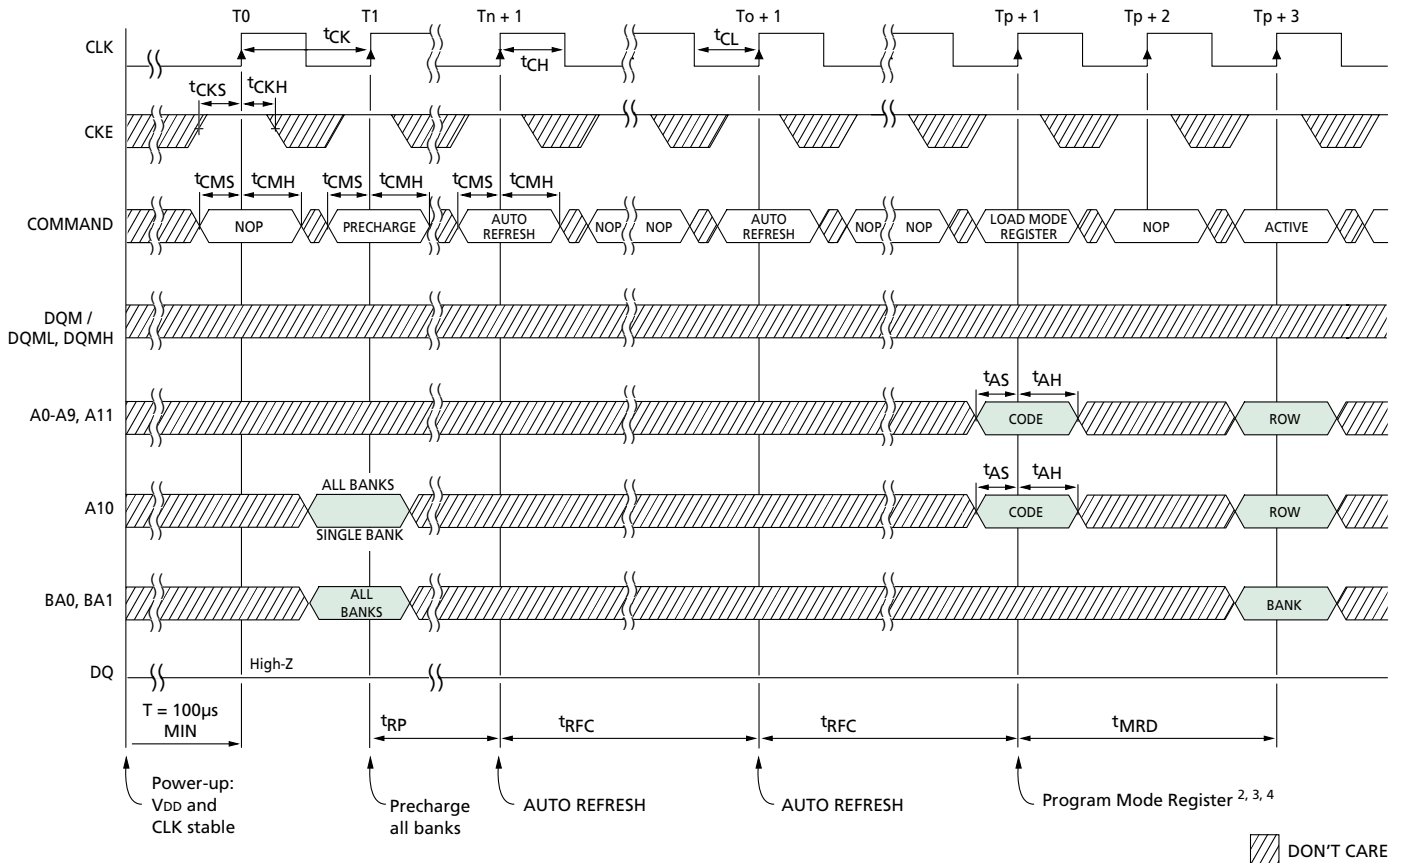 T0 T1 Tn + 1 To + 1 Tp + 1 Tp + 2 Tp + 3
CLK
tCK
tCH
tCL
tCKS tCKH
CKE
tCMS tCMH tCMS tCMH tCMS tCMH
COMMAND
NOP
PRECHARGE
AUTO
REFRESH
NOP
NOP
AUTO
REFRESH
NOP
NOP
LOAD MODE
REGISTER
NOP
ACTIVE
DQM /
DQML, DQMH
tAS tAH
A0-A9, A11
CODE
ROW
ALL BANKS
tAS tAH
A10
CODE
ROW
SINGLE BANK
BA0, BA1
ALL
BANKS
BANK
DQ
High-Z
T = 100µs
MIN
tRP
tRFC
tRFC
tMRD
Power-up:
VDD and
CLK stable
Precharge
all banks
AUTO REFRESH
AUTO REFRESH
Program Mode Register 2, 3, 4
DON'T CARE